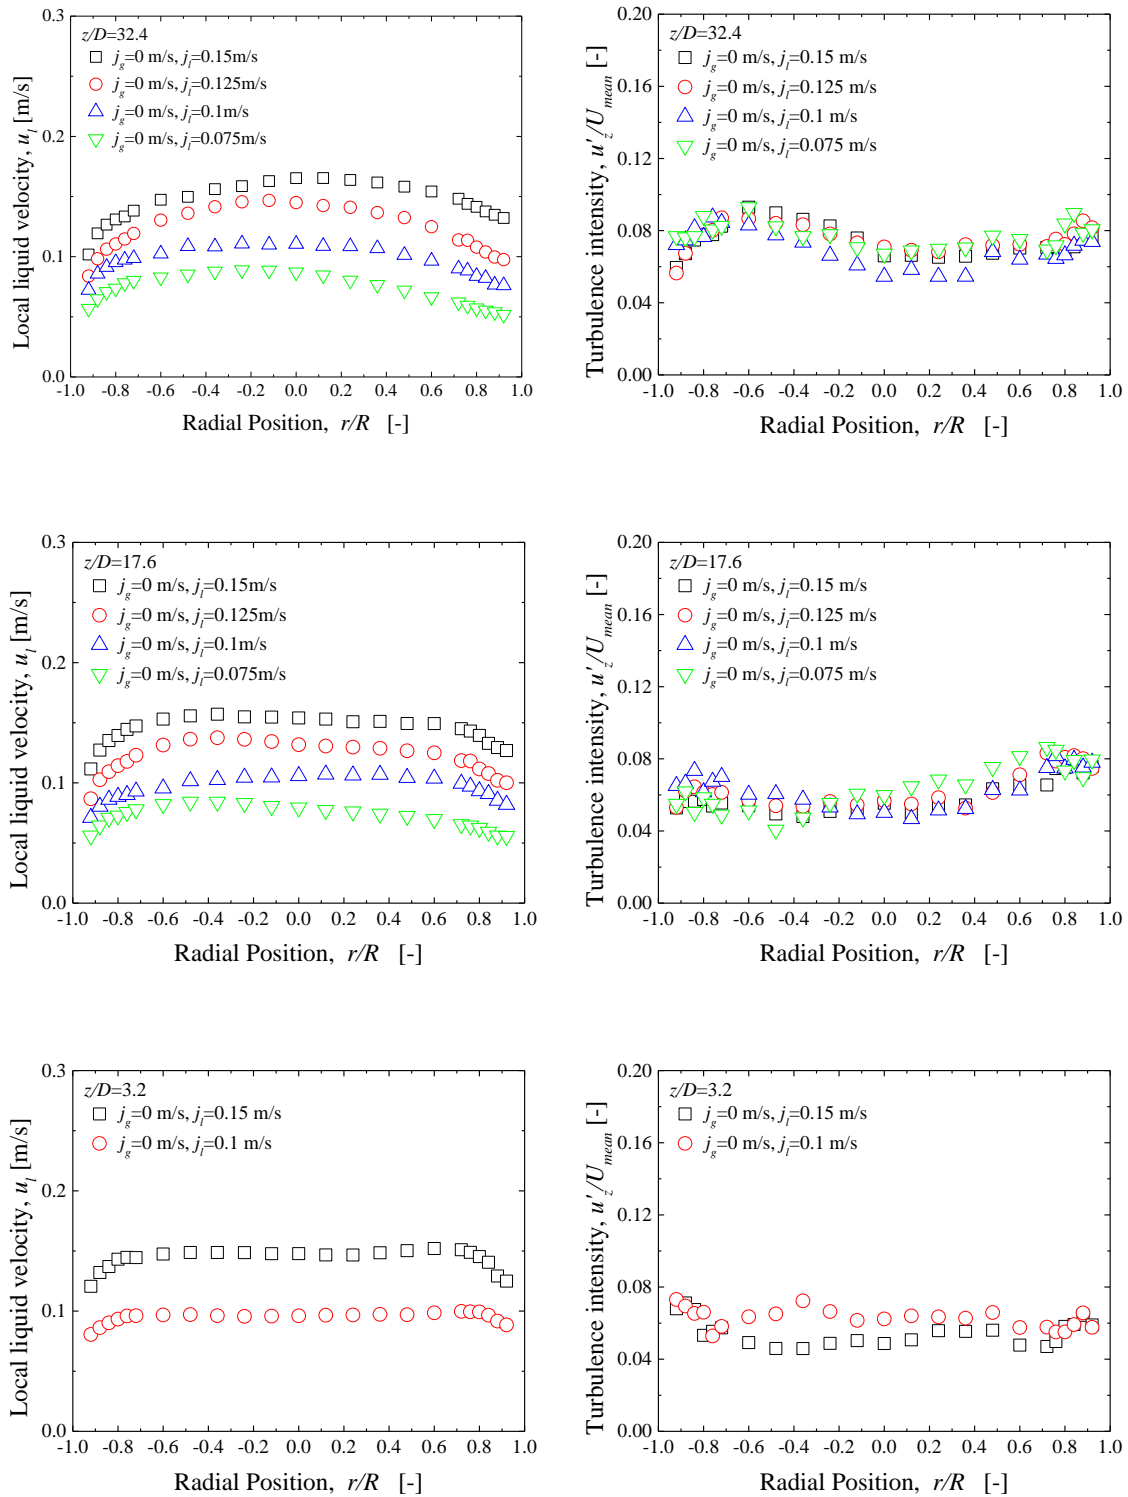 z/D=32.4
j_g=0 m/s, j_l=0.15m/s
j_g=0 m/s, j_l=0.125m/s
j_g=0 m/s, j_l=0.1m/s
j_g=0 m/s, j_l=0.075m/s
0.3
0.2
0.1
0.0
Local liquid velocity, u_l [m/s]
-1.0 -0.8 -0.6 -0.4 -0.2 0.0 0.2 0.4 0.6 0.8 1.0
Radial Position, r/R [-]
z/D=32.4
j_g=0 m/s, j_l=0.15 m/s
j_g=0 m/s, j_l=0.125 m/s
j_g=0 m/s, j_l=0.1 m/s
j_g=0 m/s, j_l=0.075 m/s
0.20
0.16
0.12
0.08
0.04
0.00
Turbulence intensity, u'_z/U_mean [-]
-1.0 -0.8 -0.6 -0.4 -0.2 0.0 0.2 0.4 0.6 0.8 1.0
Radial Position, r/R [-]
z/D=17.6
j_g=0 m/s, j_l=0.15m/s
j_g=0 m/s, j_l=0.125m/s
j_g=0 m/s, j_l=0.1m/s
j_g=0 m/s, j_l=0.075m/s
0.3
0.2
0.1
0.0
Local liquid velocity, u_l [m/s]
-1.0 -0.8 -0.6 -0.4 -0.2 0.0 0.2 0.4 0.6 0.8 1.0
Radial Position, r/R [-]
z/D=17.6
j_g=0 m/s, j_l=0.15 m/s
j_g=0 m/s, j_l=0.125 m/s
j_g=0 m/s, j_l=0.1 m/s
j_g=0 m/s, j_l=0.075 m/s
0.20
0.16
0.12
0.08
0.04
0.00
Turbulence intensity, u'_z/U_mean [-]
-1.0 -0.8 -0.6 -0.4 -0.2 0.0 0.2 0.4 0.6 0.8 1.0
Radial Position, r/R [-]
z/D=3.2
j_g=0 m/s, j_l=0.15 m/s
j_g=0 m/s, j_l=0.1 m/s
0.3
0.2
0.1
0.0
Local liquid velocity, u_l [m/s]
-1.0 -0.8 -0.6 -0.4 -0.2 0.0 0.2 0.4 0.6 0.8 1.0
Radial Position, r/R [-]
z/D=3.2
j_g=0 m/s, j_l=0.15 m/s
j_g=0 m/s, j_l=0.1 m/s
0.20
0.16
0.12
0.08
0.04
0.00
Turbulence intensity, u'_z/U_mean [-]
-1.0 -0.8 -0.6 -0.4 -0.2 0.0 0.2 0.4 0.6 0.8 1.0
Radial Position, r/R [-]